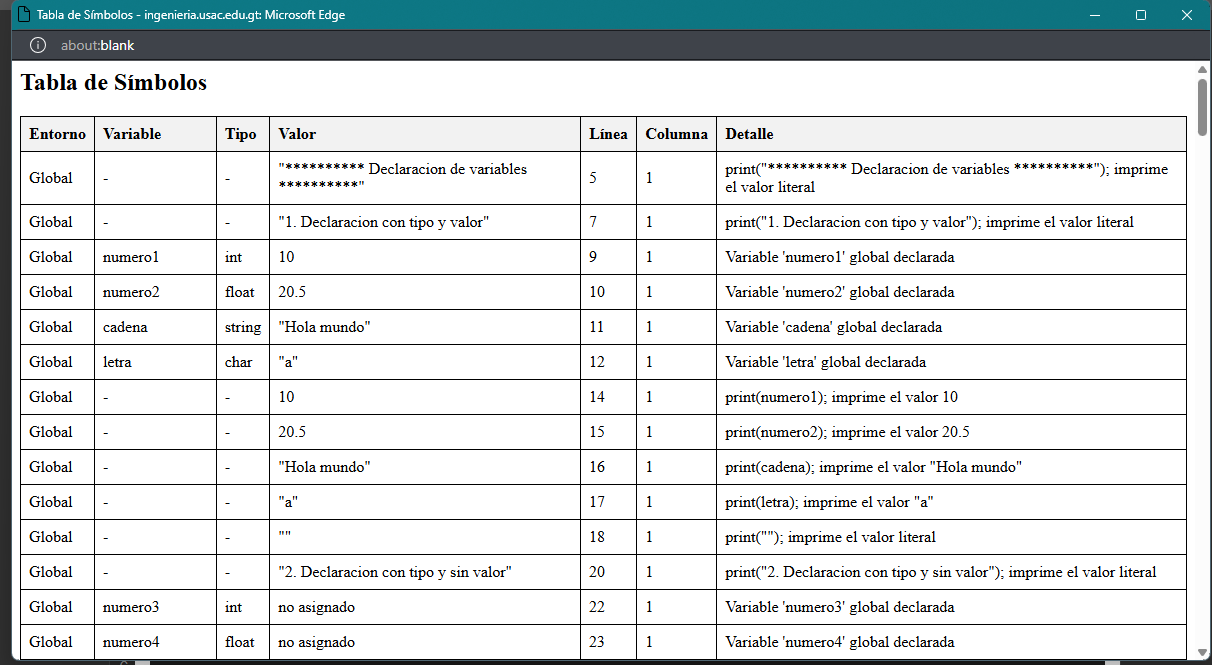 Tabla de Símbolos - ingenieria.usac.edu.gt: Microsoft Edge
about:blank
Tabla de Símbolos
Entorno Variable Tipo Valor Línea Columna Detalle
Global - - "********** Declaracion de variables **********" 5 1 print("********** Declaracion de variables **********"); imprime el valor literal
Global - - "1. Declaracion con tipo y valor" 7 1 print("1. Declaracion con tipo y valor"); imprime el valor literal
Global numero1 int 10 9 1 Variable 'numero1' global declarada
Global numero2 float 20.5 10 1 Variable 'numero2' global declarada
Global cadena string "Hola mundo" 11 1 Variable 'cadena' global declarada
Global letra char "a" 12 1 Variable 'letra' global declarada
Global - - 10 14 1 print(numero1); imprime el valor 10
Global - - 20.5 15 1 print(numero2); imprime el valor 20.5
Global - - "Hola mundo" 16 1 print(cadena); imprime el valor "Hola mundo"
Global - - "a" 17 1 print(letra); imprime el valor "a"
Global - - "" 18 1 print(""); imprime el valor literal
Global - - "2. Declaracion con tipo y sin valor" 20 1 print("2. Declaracion con tipo y sin valor"); imprime el valor literal
Global numero3 int no asignado 22 1 Variable 'numero3' global declarada
Global numero4 float no asignado 23 1 Variable 'numero4' global declarada